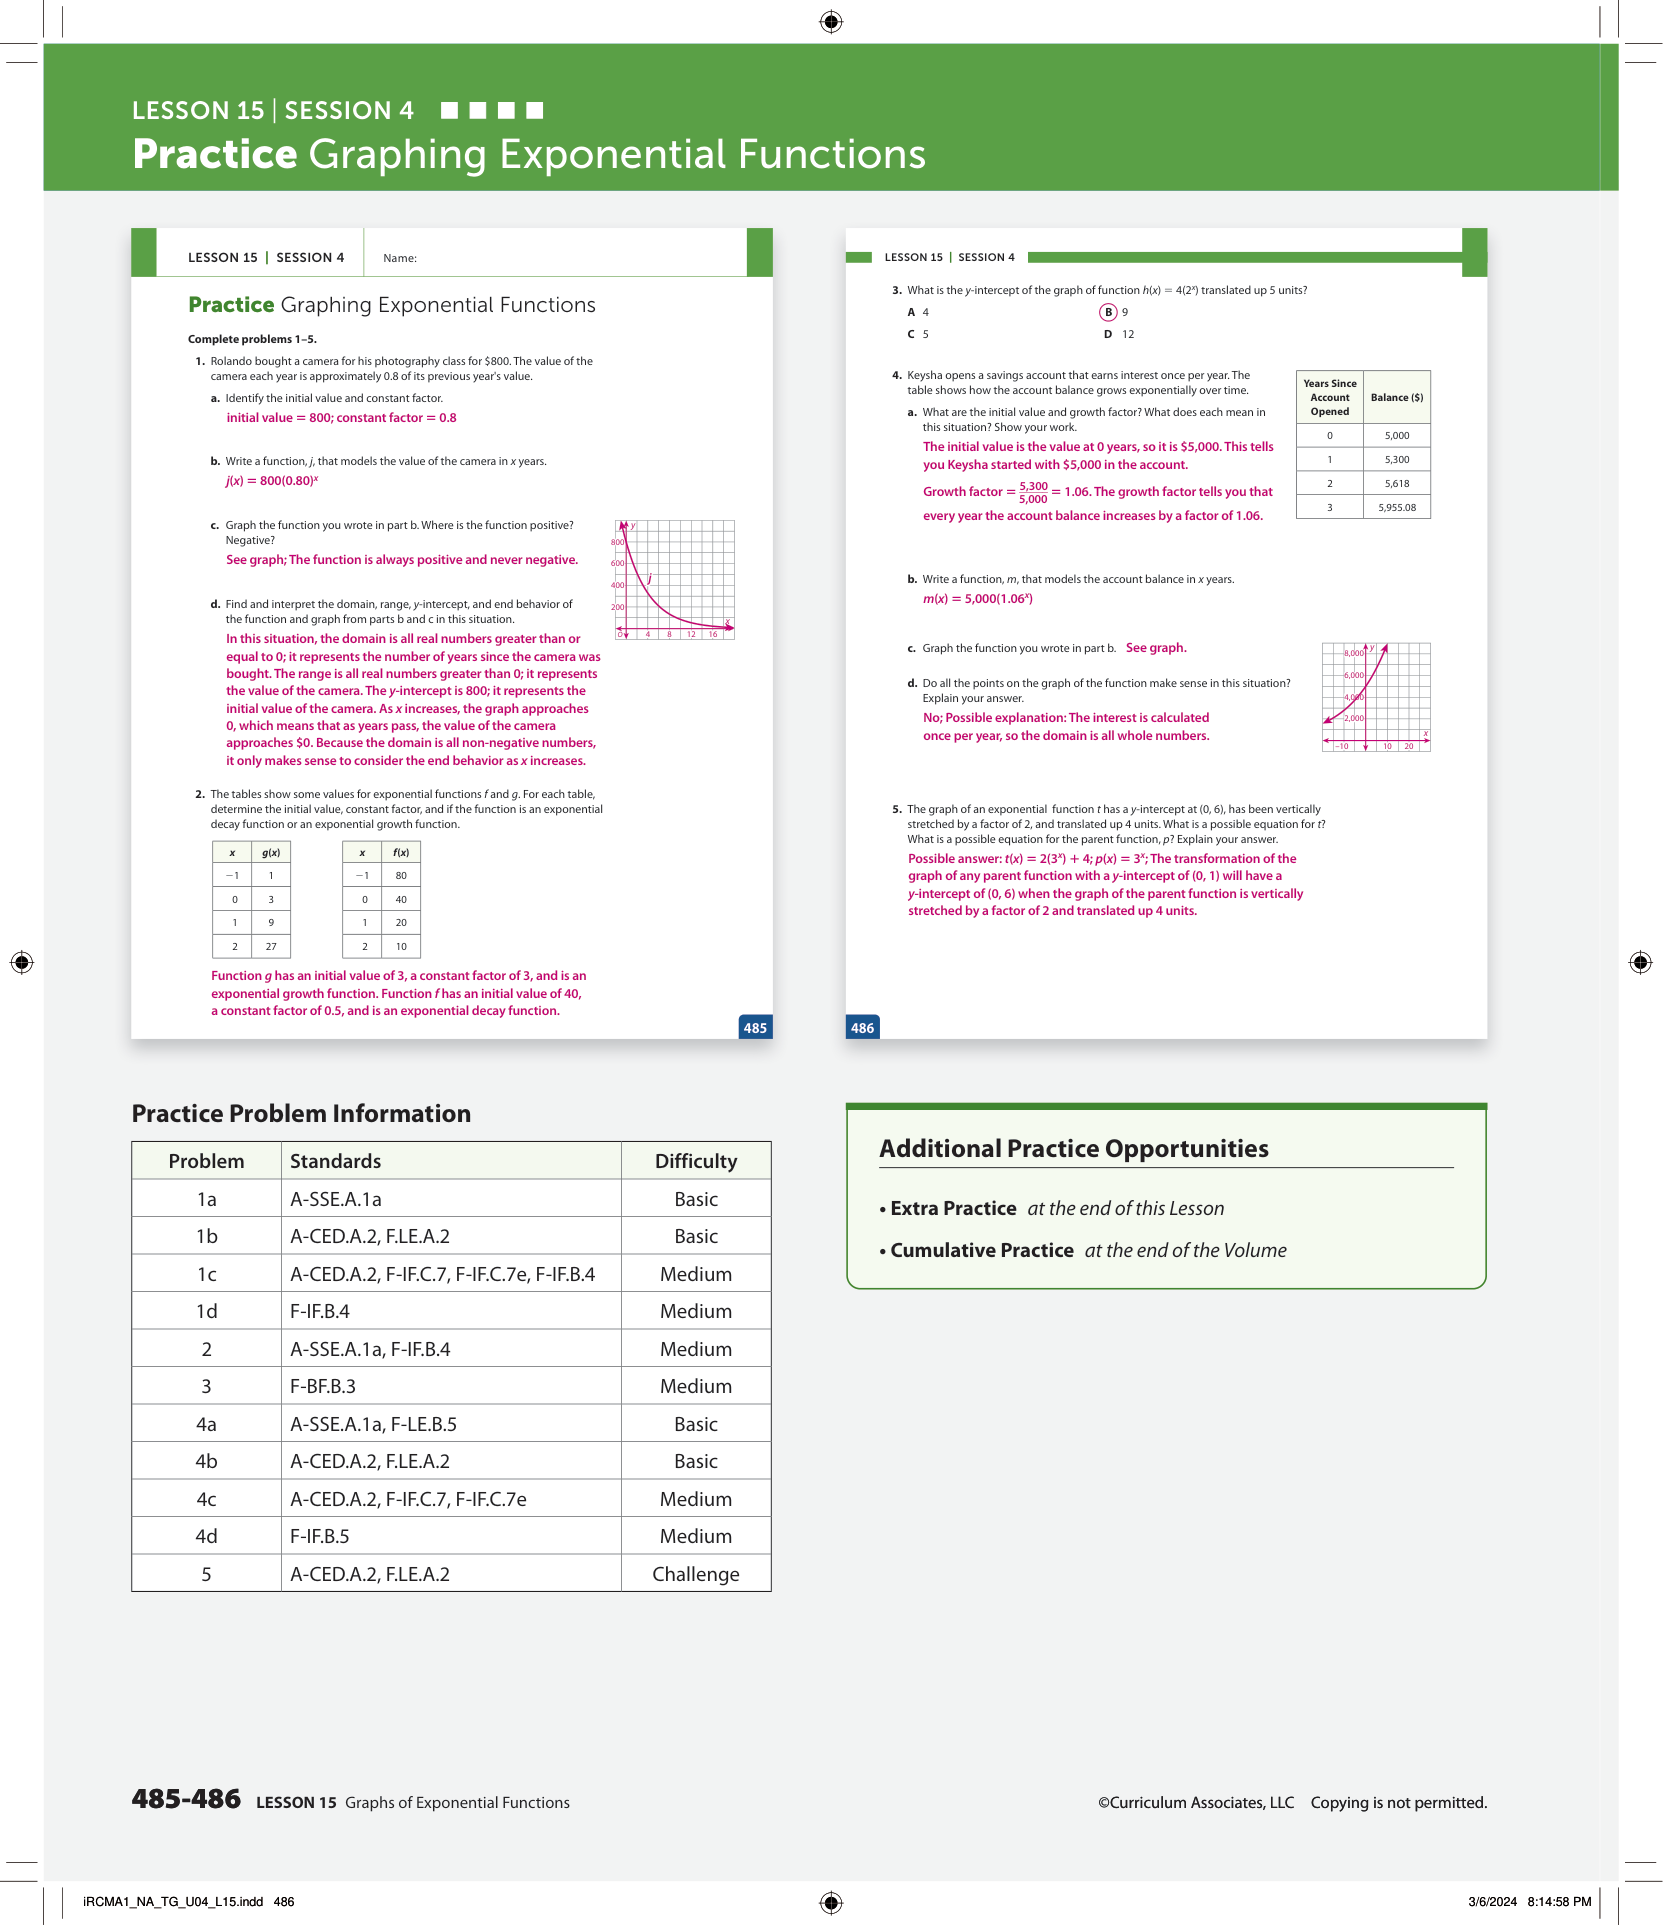 LESSON 15 | SESSION 4
Practice Graphing Exponential Functions
LESSON 15 | SESSION 4
Name:
Practice Graphing Exponential Functions
Complete problems 1–5.
1. Rolando bought a camera for his photography class for $800. The value of the
camera each year is approximately 0.8 of its previous year's value.
a. Identify the initial value and constant factor.
initial value = 800; constant factor = 0.8
b. Write a function, j, that models the value of the camera in x years.
j(x) = 800(0.80)ˣ
c. Graph the function you wrote in part b. Where is the function positive?
Negative?
See graph; The function is always positive and never negative.
y
800
600
400
200
j
x
0 4 8 12 16
d. Find and interpret the domain, range, y-intercept, and end behavior of
the function and graph from parts b and c in this situation.
In this situation, the domain is all real numbers greater than or
equal to 0; it represents the number of years since the camera was
bought. The range is all real numbers greater than 0; it represents
the value of the camera. The y-intercept is 800; it represents the
initial value of the camera. As x increases, the graph approaches
0, which means that as years pass, the value of the camera
approaches $0. Because the domain is all non-negative numbers,
it only makes sense to consider the end behavior as x increases.
2. The tables show some values for exponential functions f and g. For each table,
determine the initial value, constant factor, and if the function is an exponential
decay function or an exponential growth function.
x g(x)
−1 1
0 3
1 9
2 27
x f(x)
−1 80
0 40
1 20
2 10
Function g has an initial value of 3, a constant factor of 3, and is an
exponential growth function. Function f has an initial value of 40,
a constant factor of 0.5, and is an exponential decay function.
485
LESSON 15 | SESSION 4
3. What is the y-intercept of the graph of function h(x) = 4(2ˣ) translated up 5 units?
A 4 B 9
C 5 D 12
4. Keysha opens a savings account that earns interest once per year. The
table shows how the account balance grows exponentially over time.
a. What are the initial value and growth factor? What does each mean in
this situation? Show your work.
The initial value is the value at 0 years, so it is $5,000. This tells
you Keysha started with $5,000 in the account.
Growth factor = 5,300/5,000 = 1.06. The growth factor tells you that
every year the account balance increases by a factor of 1.06.
Years Since
Account
Opened
Balance ($)
0 5,000
1 5,300
2 5,618
3 5,955.08
b. Write a function, m, that models the account balance in x years.
m(x) = 5,000(1.06ˣ)
c. Graph the function you wrote in part b. See graph.
d. Do all the points on the graph of the function make sense in this situation?
Explain your answer.
No; Possible explanation: The interest is calculated
once per year, so the domain is all whole numbers.
y
8,000
6,000
4,000
2,000
x
−10 10 20
5. The graph of an exponential function t has a y-intercept at (0, 6), has been vertically
stretched by a factor of 2, and translated up 4 units. What is a possible equation for t?
What is a possible equation for the parent function, p? Explain your answer.
Possible answer: t(x) = 2(3ˣ) + 4; p(x) = 3ˣ; The transformation of the
graph of any parent function with a y-intercept of (0, 1) will have a
y-intercept of (0, 6) when the graph of the parent function is vertically
stretched by a factor of 2 and translated up 4 units.
486
Practice Problem Information
Problem Standards Difficulty
1a A-SSE.A.1a Basic
1b A-CED.A.2, F.LE.A.2 Basic
1c A-CED.A.2, F-IF.C.7, F-IF.C.7e, F-IF.B.4 Medium
1d F-IF.B.4 Medium
2 A-SSE.A.1a, F-IF.B.4 Medium
3 F-BF.B.3 Medium
4a A-SSE.A.1a, F-LE.B.5 Basic
4b A-CED.A.2, F.LE.A.2 Basic
4c A-CED.A.2, F-IF.C.7, F-IF.C.7e Medium
4d F-IF.B.5 Medium
5 A-CED.A.2, F.LE.A.2 Challenge
Additional Practice Opportunities
• Extra Practice at the end of this Lesson
• Cumulative Practice at the end of the Volume
485-486 LESSON 15 Graphs of Exponential Functions
©Curriculum Associates, LLC Copying is not permitted.
iRCMA1_NA_TG_U04_L15.indd 486
3/6/2024 8:14:58 PM